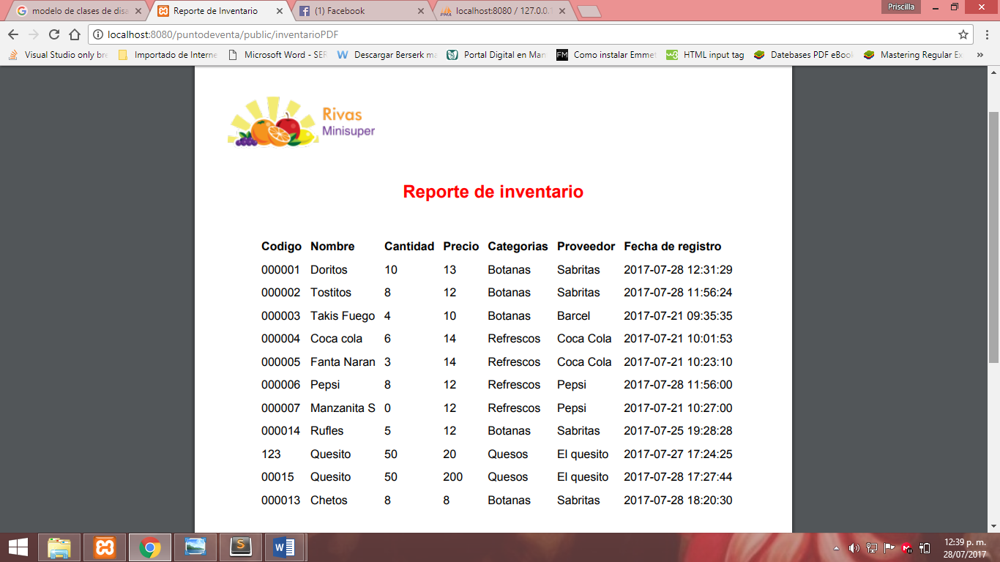 modelo de clases de disa
Reporte de Inventario
(1) Facebook
localhost:8080 / 127.0.0.1
Priscilla
localhost:8080/puntodeventa/public/inventarioPDF
Visual Studio only bre
Importado de Interne
Microsoft Word - SEP
Descargar Berserk ma
Portal Digital en Man
Como instalar Emmet
HTML input tag
Datebases PDF eBook
Mastering Regular Ex
»
Rivas
Minisuper
Reporte de inventario
Codigo Nombre Cantidad Precio Categorias Proveedor Fecha de registro
000001 Doritos 10 13 Botanas Sabritas 2017-07-28 12:31:29
000002 Tostitos 8 12 Botanas Sabritas 2017-07-28 11:56:24
000003 Takis Fuego 4 10 Botanas Barcel 2017-07-21 09:35:35
000004 Coca cola 6 14 Refrescos Coca Cola 2017-07-21 10:01:53
000005 Fanta Naran 3 14 Refrescos Coca Cola 2017-07-21 10:23:10
000006 Pepsi 8 12 Refrescos Pepsi 2017-07-28 11:56:00
000007 Manzanita S 0 12 Refrescos Pepsi 2017-07-21 10:27:00
000014 Rufles 5 12 Botanas Sabritas 2017-07-25 19:28:28
123 Quesito 50 20 Quesos El quesito 2017-07-27 17:24:25
00015 Quesito 50 200 Quesos El quesito 2017-07-28 17:27:44
000013 Chetos 8 8 Botanas Sabritas 2017-07-28 18:20:30
12:39 p. m.
28/07/2017